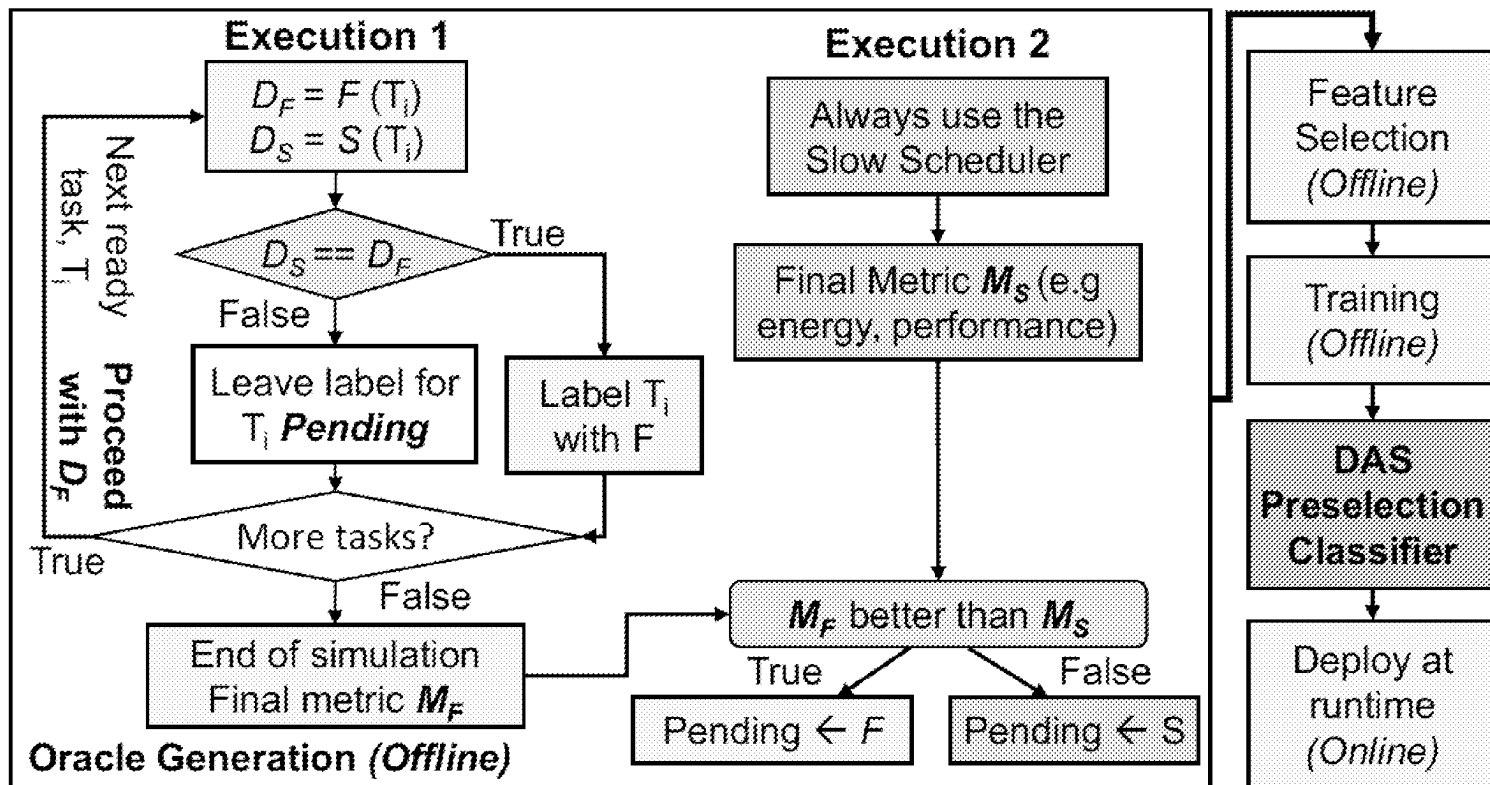 Execution 1
D_F = F (T_i)
D_S = S (T_i)
Next ready
task, T_i
Proceed
with D_F
D_S == D_F
True
False
Leave label for
T_i Pending
Label T_i
with F
More tasks?
True
False
End of simulation
Final metric M_F
Oracle Generation (Offline)
Execution 2
Always use the
Slow Scheduler
Final Metric M_S (e.g
energy, performance)
M_F better than M_S
True
False
Pending ← F
Pending ← S
Feature
Selection
(Offline)
Training
(Offline)
DAS
Preselection
Classifier
Deploy at
runtime
(Online)